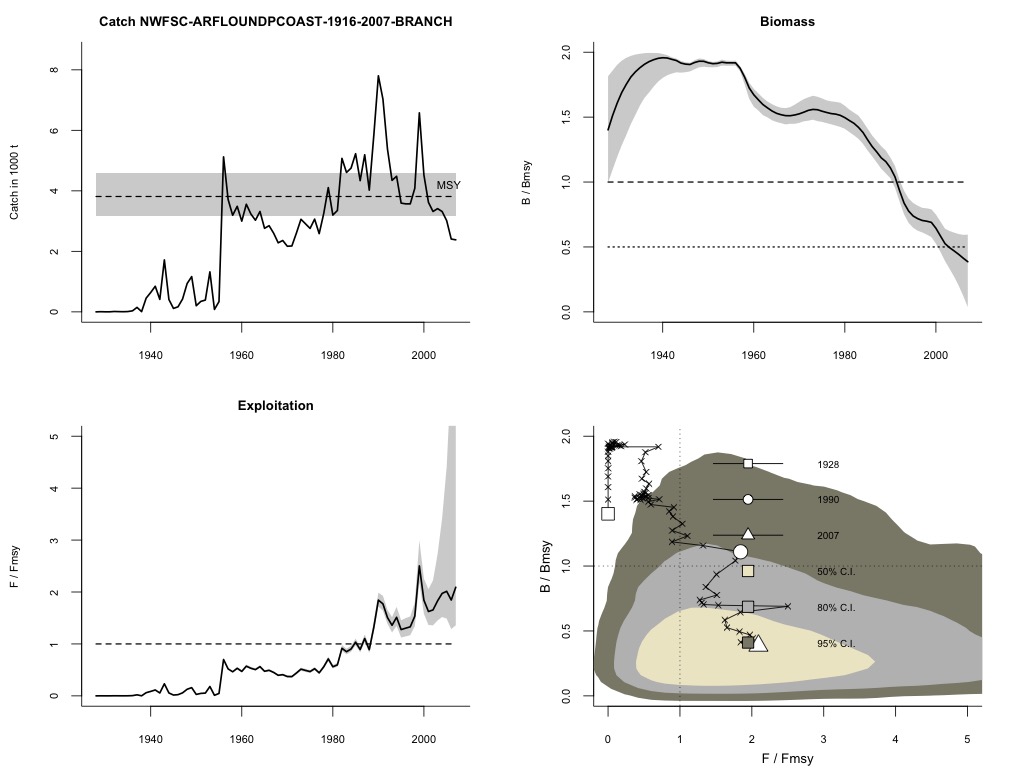 Catch NWFSC-ARFLOUNDPCOAST-1916-2007-BRANCH
Catch in 1000 t
8
6
4
2
0
MSY
1940 1960 1980 2000
Biomass
B / Bmsy
2.0
1.5
1.0
0.5
0.0
1940 1960 1980 2000
Exploitation
F / Fmsy
5
4
3
2
1
0
1940 1960 1980 2000
B / Bmsy
2.0
1.5
1.0
0.5
0.0
1928
1990
2007
50% C.I.
80% C.I.
95% C.I.
0 1 2 3 4 5
F / Fmsy